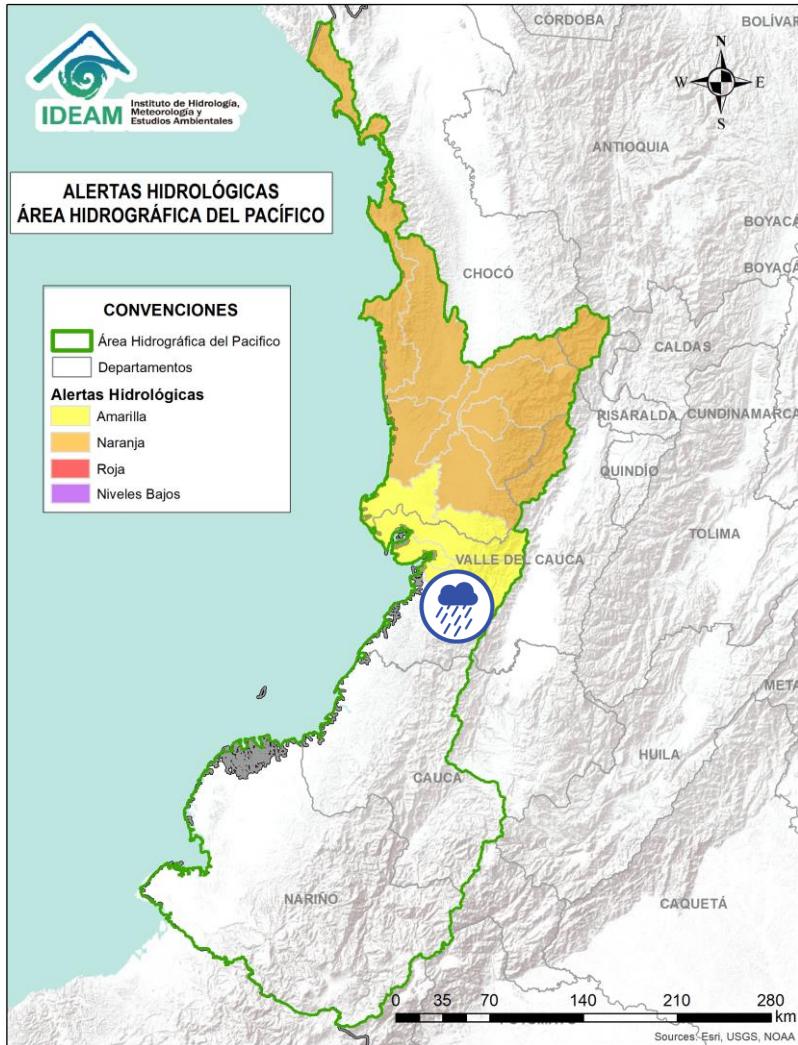 IDEAM
Instituto de Hidrología,
Meteorología y
Estudios Ambientales
ALERTAS HIDROLÓGICAS
ÁREA HIDROGRÁFICA DEL PACÍFICO
CONVENCIONES
Área Hidrográfica del Pacifico
Departamentos
Alertas Hidrológicas
Amarilla
Naranja
Roja
Niveles Bajos
N
W E
S
CÓRDOBA
BOLÍVAR
ANTIOQUIA
BOYACÁ
CHOCÓ
BOYACÁ
CALDAS
RISARALDA
CUNDINAMARCA
QUINDÍO
TOLIMA
VALLE DEL CAUCA
META
HUILA
CAUCA
NARIÑO
CAQUETÁ
0 35 70 140 210 280
km
Sources: Esri, USGS, NOAA